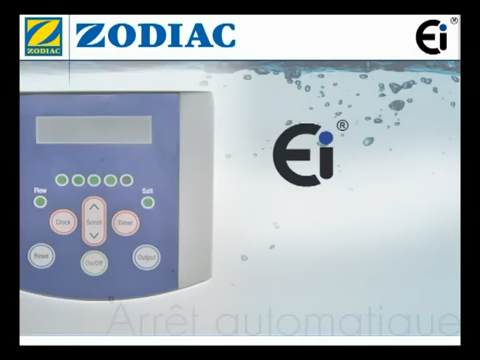 ZODIAC
ZODIAC
Ei®
Ei®
Flow
Salt
Clock
Scroll
Timer
Reset
On/Off
Output
Arrêt automatique